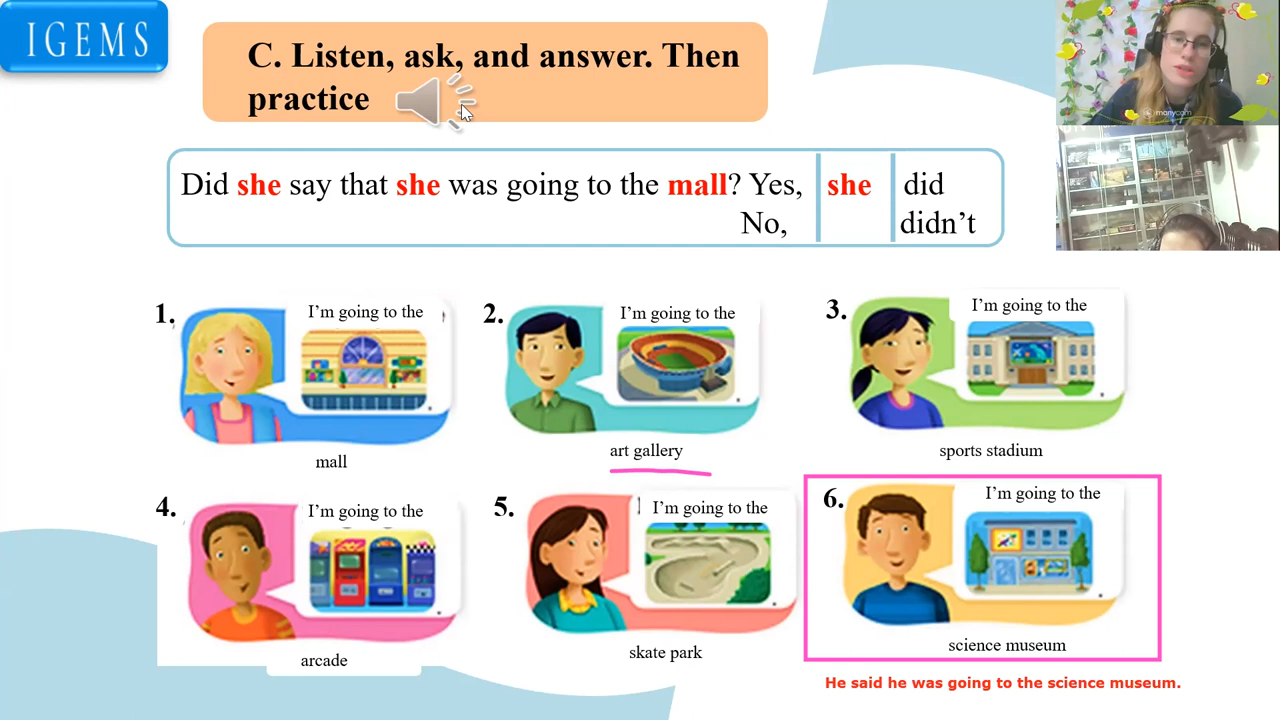 IGEMS
C. Listen, ask, and answer. Then
practice
manycam
Did she say that she was going to the mall? Yes, she did
No, didn’t
1. I’m going to the
mall
2. I’m going to the
art gallery
3. I’m going to the
sports stadium
4. I’m going to the
arcade
5. I’m going to the
skate park
6. I’m going to the
science museum
He said he was going to the science museum.